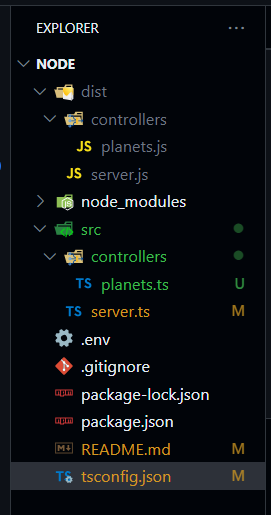 EXPLORER ...
NODE
dist
controllers
JS planets.js
JS server.js
node_modules
src
controllers
TS planets.ts U
TS server.ts M
.env
.gitignore
package-lock.json
package.json
README.md M
TS tsconfig.json M